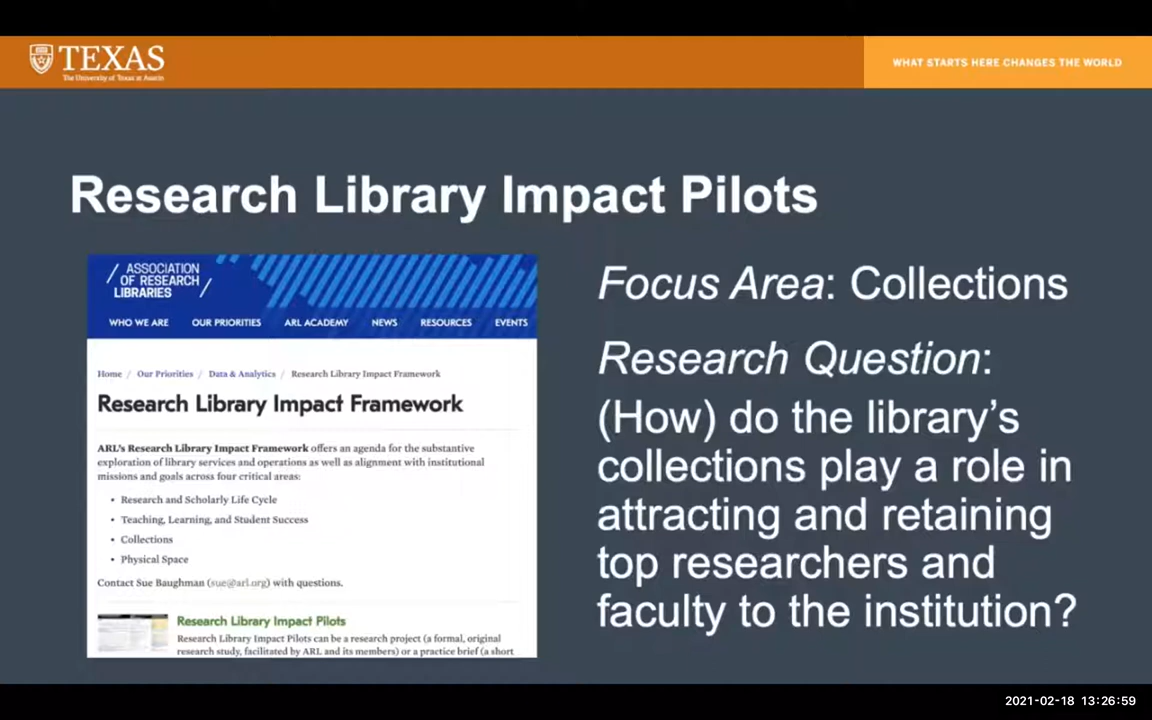 TEXAS
The University of Texas at Austin
WHAT STARTS HERE CHANGES THE WORLD
Research Library Impact Pilots
ASSOCIATION
OF RESEARCH
LIBRARIES
WHO WE ARE OUR PRIORITIES ARL ACADEMY NEWS RESOURCES EVENTS
Home / Our Priorities / Data & Analytics / Research Library Impact Framework
Research Library Impact Framework
ARL's Research Library Impact Framework offers an agenda for the substantive
exploration of library services and operations as well as alignment with institutional
missions and goals across four critical areas:
• Research and Scholarly Life Cycle
• Teaching, Learning, and Student Success
• Collections
• Physical Space
Contact Sue Baughman (sue@arl.org) with questions.
Research Library Impact Pilots
Research Library Impact Pilots can be a research project (a formal, original
research study, facilitated by ARL and its members) or a practice brief (a short
Focus Area: Collections
Research Question:
(How) do the library's
collections play a role in
attracting and retaining
top researchers and
faculty to the institution?
2021-02-18 13:26:59